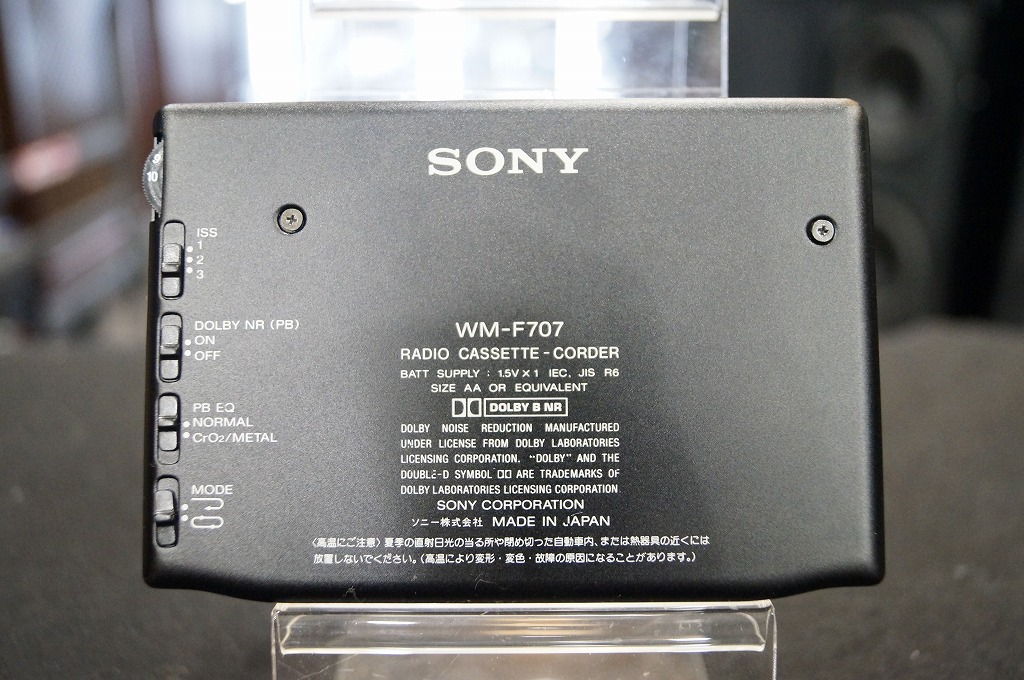 SONY
10
ISS
1
2
3
DOLBY NR (PB)
ON
OFF
PB EQ
NORMAL
CrO2/METAL
MODE
WM-F707
RADIO CASSETTE-CORDER
BATT SUPPLY : 1.5V×1 IEC, JIS R6
SIZE AA OR EQUIVALENT
DOLBY B NR
DOLBY NOISE REDUCTION MANUFACTURED
UNDER LICENSE FROM DOLBY LABORATORIES
LICENSING CORPORATION. "DOLBY" AND THE
DOUBLE-D SYMBOL ARE TRADEMARKS OF
DOLBY LABORATORIES LICENSING CORPORATION.
SONY CORPORATION
ソニー株式会社 MADE IN JAPAN
〈高温にご注意〉夏季の直射日光の当る所や閉め切った自動車内、または熱器具の近くには
放置しないでください。(高温により変形・変色・故障の原因になることがあります。)